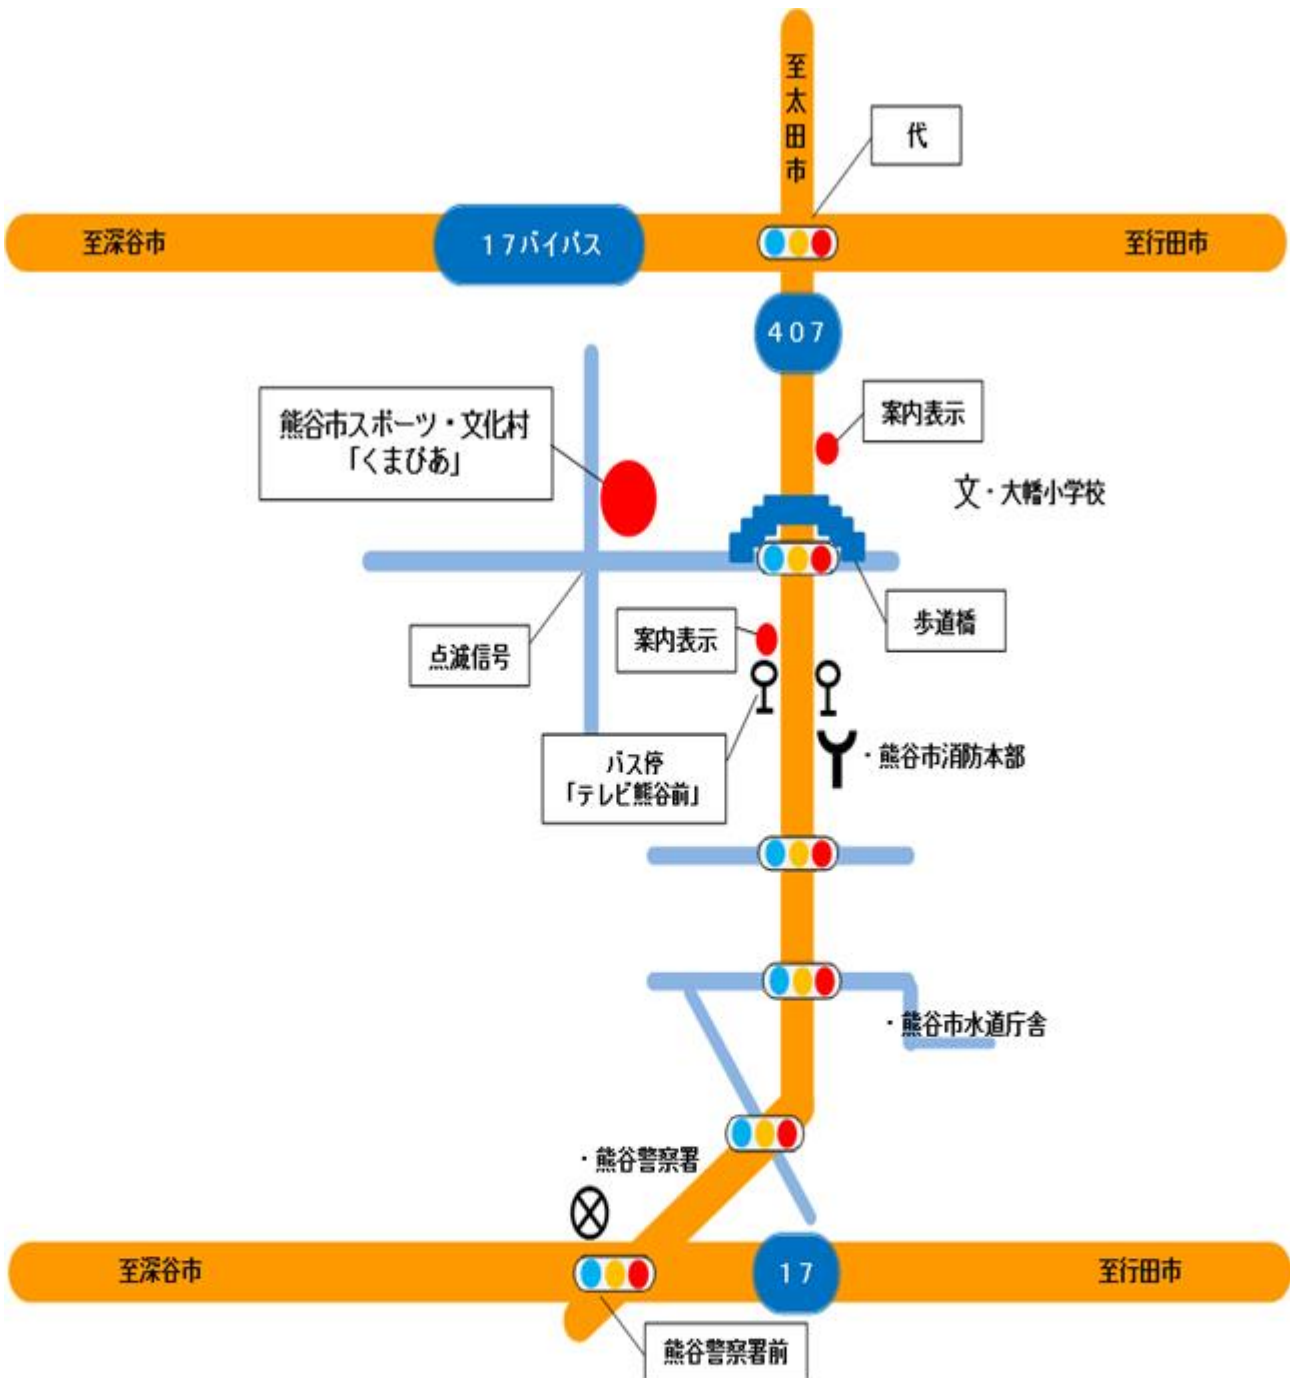 至太田市
代
至深谷市
17バイパス
至行田市
407
案内表示
熊谷市スポーツ・文化村
「くまぴあ」
文・大幡小学校
歩道橋
案内表示
点滅信号
バス停
「テレビ熊谷前」
・熊谷市消防本部
・熊谷市水道庁舎
・熊谷警察署
至深谷市
17
至行田市
熊谷警察署前